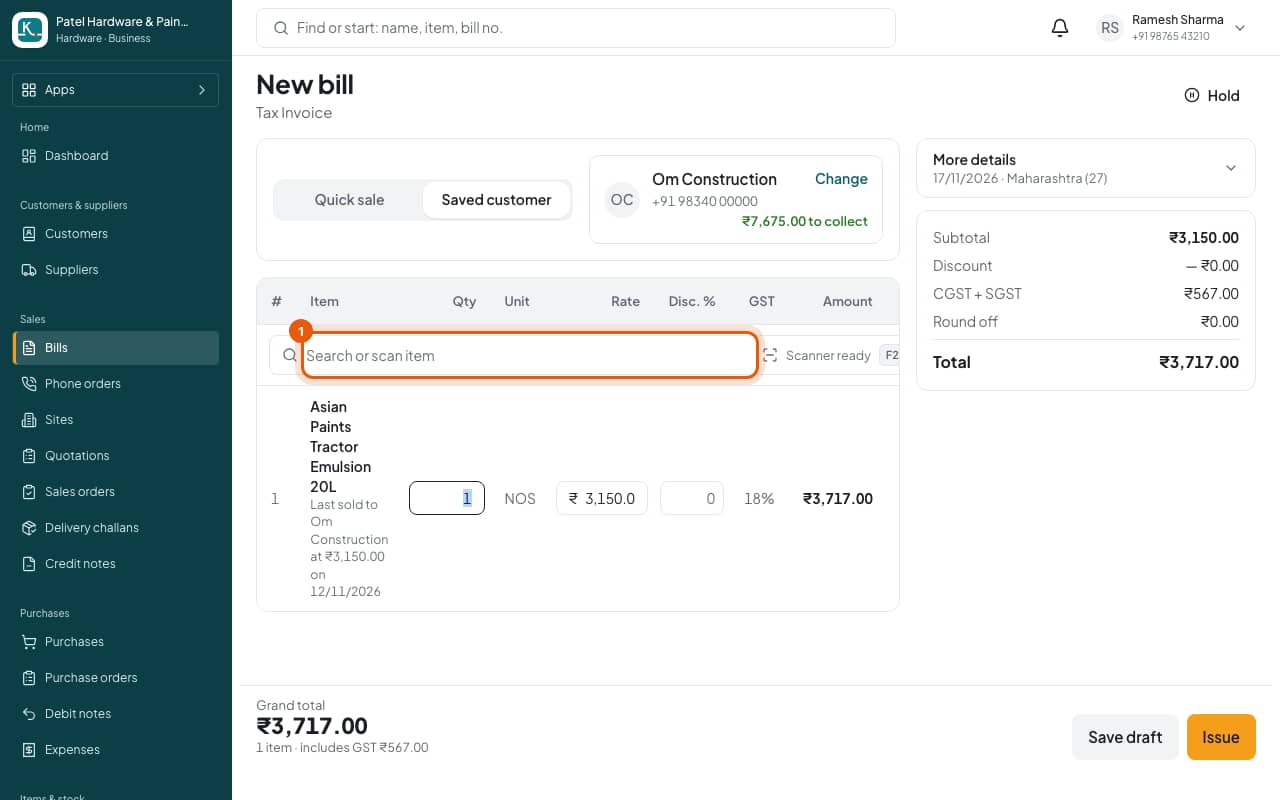 Patel Hardware & Pain…
Hardware · Business
Apps
Home
Dashboard
Customers & suppliers
Customers
Suppliers
Sales
Bills
Phone orders
Sites
Quotations
Sales orders
Delivery challans
Credit notes
Purchases
Purchases
Purchase orders
Debit notes
Expenses
Items & stock
Find or start: name, item, bill no.
RS
Ramesh Sharma
+91 98765 43210
New bill
Tax Invoice
Hold
Quick sale
Saved customer
OC
Om Construction
Change
+91 98340 00000
₹7,675.00 to collect
# Item Qty Unit Rate Disc. % GST Amount
1
Search or scan item
Scanner ready
F2
1
Asian
Paints
Tractor
Emulsion
20L
Last sold to
Om
Construction
at ₹3,150.00
on
12/11/2026
1
NOS
₹ 3,150.0
0
18%
₹3,717.00
More details
17/11/2026 · Maharashtra (27)
Subtotal ₹3,150.00
Discount — ₹0.00
CGST + SGST ₹567.00
Round off ₹0.00
Total ₹3,717.00
Grand total
₹3,717.00
1 item · includes GST ₹567.00
Save draft
Issue